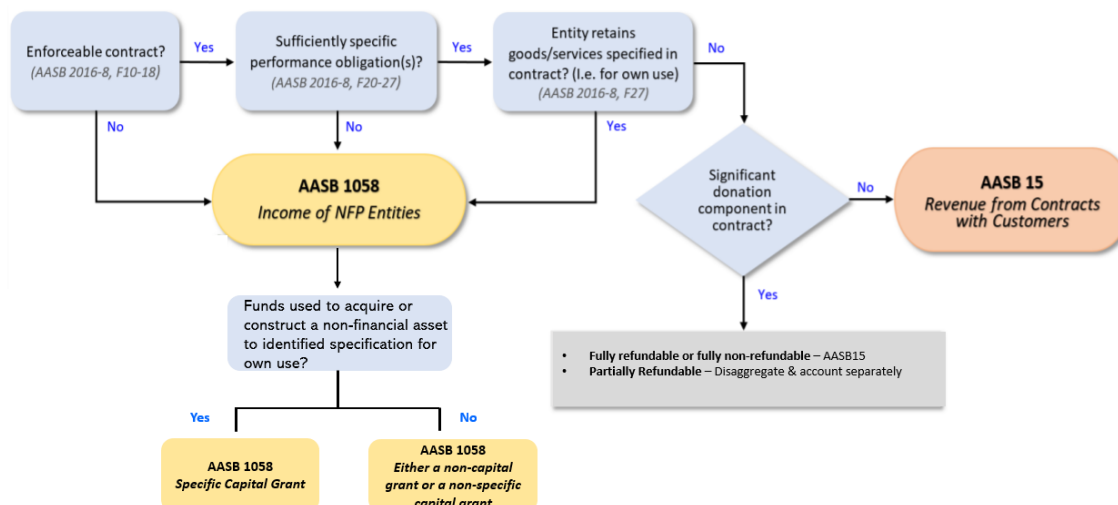 Enforceable contract?
(AASB 2016-8, F10-18)
Yes
Sufficiently specific
performance obligation(s)?
(AASB 2016-8, F20-27)
Yes
Entity retains
goods/services specified in
contract? (I.e. for own use)
(AASB 2016-8, F27)
No
No
No
Yes
AASB 1058
Income of NFP Entities
Significant
donation
component in
contract?
No
AASB 15
Revenue from Contracts
with Customers
Yes
Funds used to acquire or
construct a non-financial asset
to identified specification for
own use?
• Fully refundable or fully non-refundable – AASB15
• Partially Refundable – Disaggregate & account separately
Yes
No
AASB 1058
Specific Capital Grant
AASB 1058
Either a non-capital
grant or a non-specific
capital grant